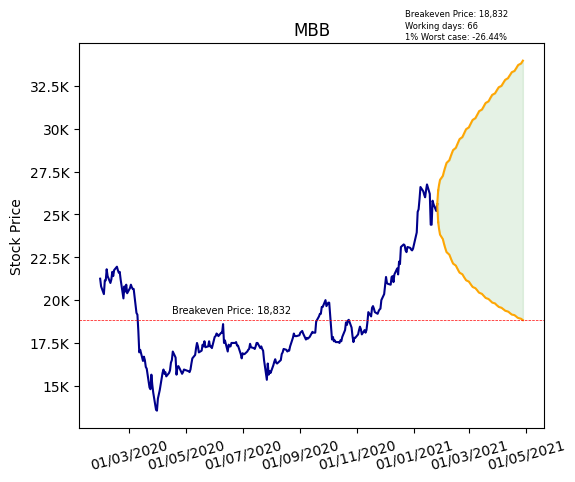 Breakeven Price: 18,832
Working days: 66
1% Worst case: -26.44%
MBB
Stock Price
32.5K
30K
27.5K
25K
22.5K
20K
17.5K
15K
Breakeven Price: 18,832
01/03/2020
01/05/2020
01/07/2020
01/09/2020
01/11/2020
01/01/2021
01/03/2021
01/05/2021